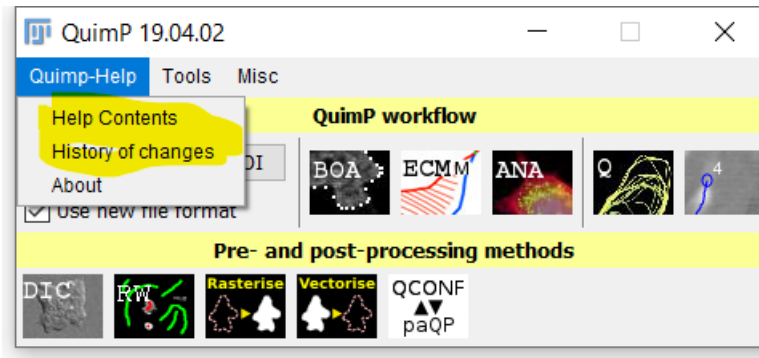 QuimP 19.04.02
Quimp-Help Tools Misc
Help Contents
History of changes
About
QuimP workflow
OI
Use new file format
BOA
ECMM
ANA
Q
4
Pre- and post-processing methods
DIC
RW
Rasterise
Vectorise
QCONF
paQP